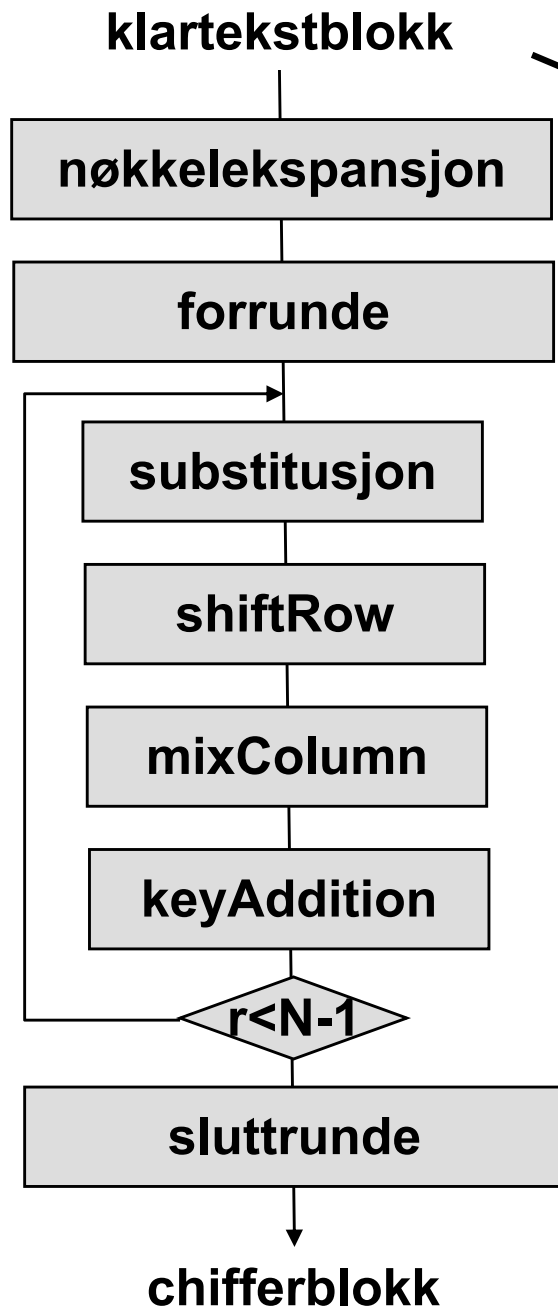 klartekstblokk
nøkkelekspansjon
forrunde
substitusjon
shiftRow
mixColumn
keyAddition
r<N-1
sluttrunde
chifferblokk